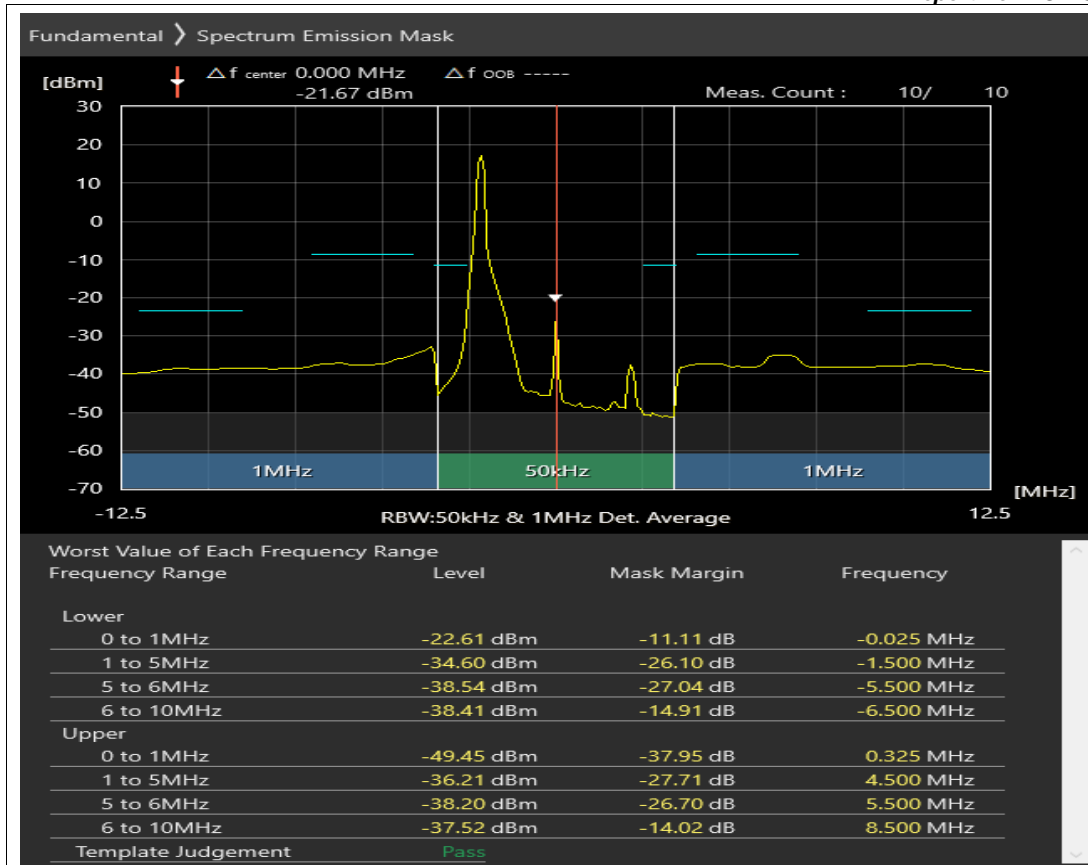 Fundamental 〉 Spectrum Emission Mask
[dBm]
△f center 0.000 MHz △f OOB -----
-21.67 dBm
Meas. Count : 10/ 10
30
20
10
0
-10
-20
-30
-40
-50
-60
-70
1MHz 50kHz 1MHz
[MHz]
-12.5 RBW:50kHz & 1MHz Det. Average 12.5
Worst Value of Each Frequency Range
Frequency Range Level Mask Margin Frequency
Lower
0 to 1MHz -22.61 dBm -11.11 dB -0.025 MHz
1 to 5MHz -34.60 dBm -26.10 dB -1.500 MHz
5 to 6MHz -38.54 dBm -27.04 dB -5.500 MHz
6 to 10MHz -38.41 dBm -14.91 dB -6.500 MHz
Upper
0 to 1MHz -49.45 dBm -37.95 dB 0.325 MHz
1 to 5MHz -36.21 dBm -27.71 dB 4.500 MHz
5 to 6MHz -38.20 dBm -26.70 dB 5.500 MHz
6 to 10MHz -37.52 dBm -14.02 dB 8.500 MHz
Template Judgement Pass